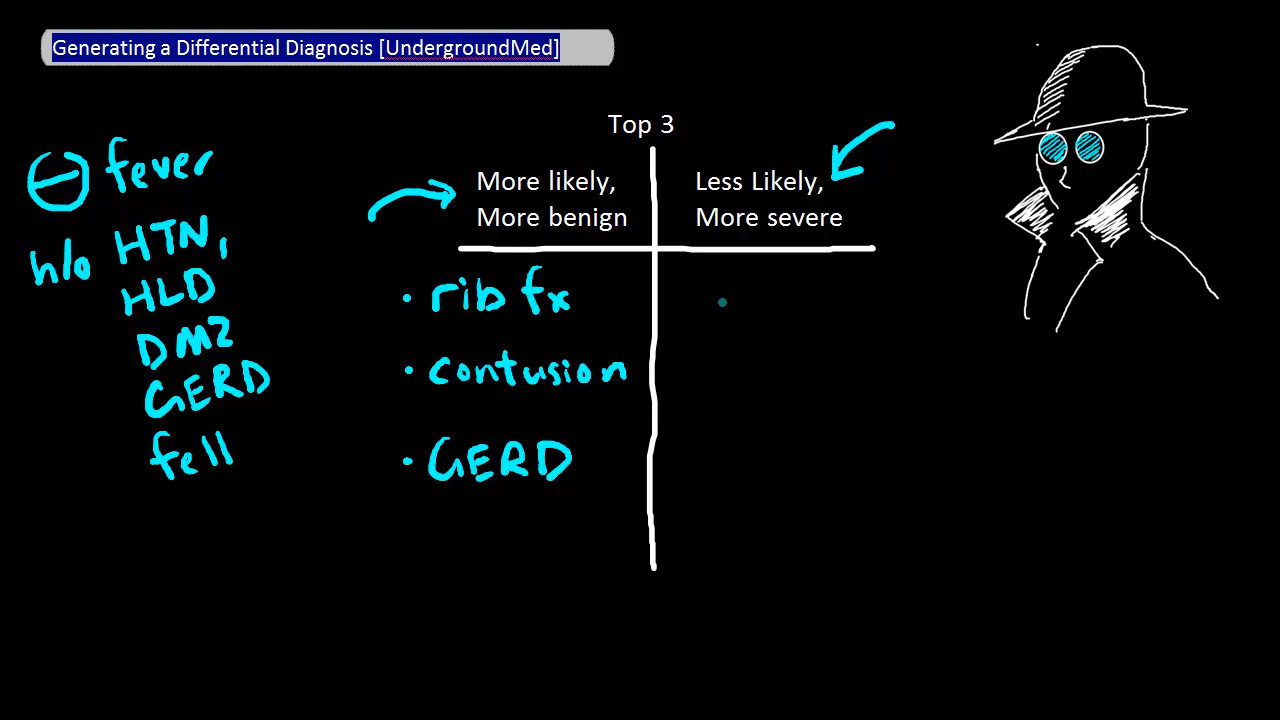 Generating a Differential Diagnosis [UndergroundMed]
Top 3
More likely,
More benign
Less Likely,
More severe
⊖ fever
h/o HTN,
HLD
DM2
GERD
fell
• rib fx
• contusion
• GERD